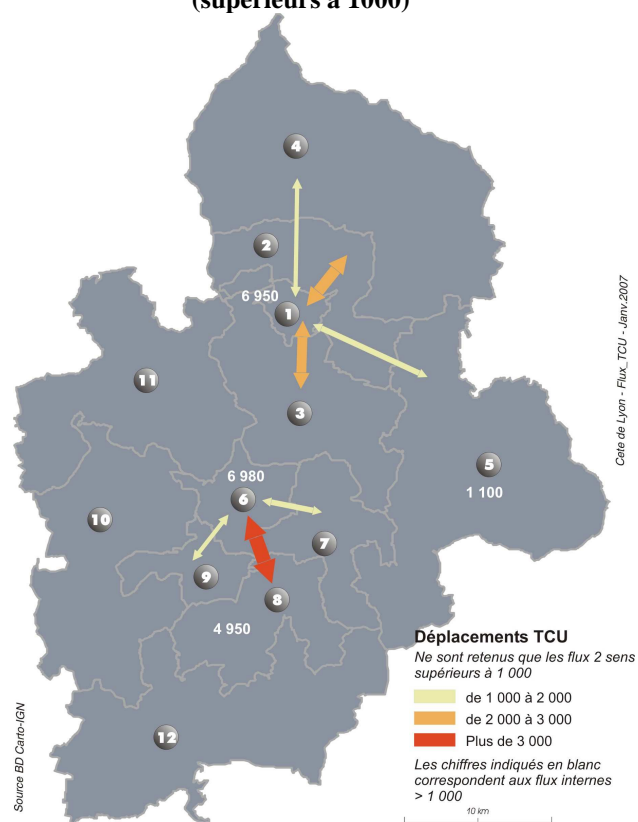 (supérieurs à 1000)
4
2
6 950
1
11
3
5
1 100
6 980
6
10
7
9
8
4 950
12
Cete de Lyon - Flux_TCU - Janv.2007
Source BD Carto-IGN
Déplacements TCU
Ne sont retenus que les flux 2 sens
supérieurs à 1 000
de 1 000 à 2 000
de 2 000 à 3 000
Plus de 3 000
Les chiffres indiqués en blanc
correspondent aux flux internes
> 1 000
10 km